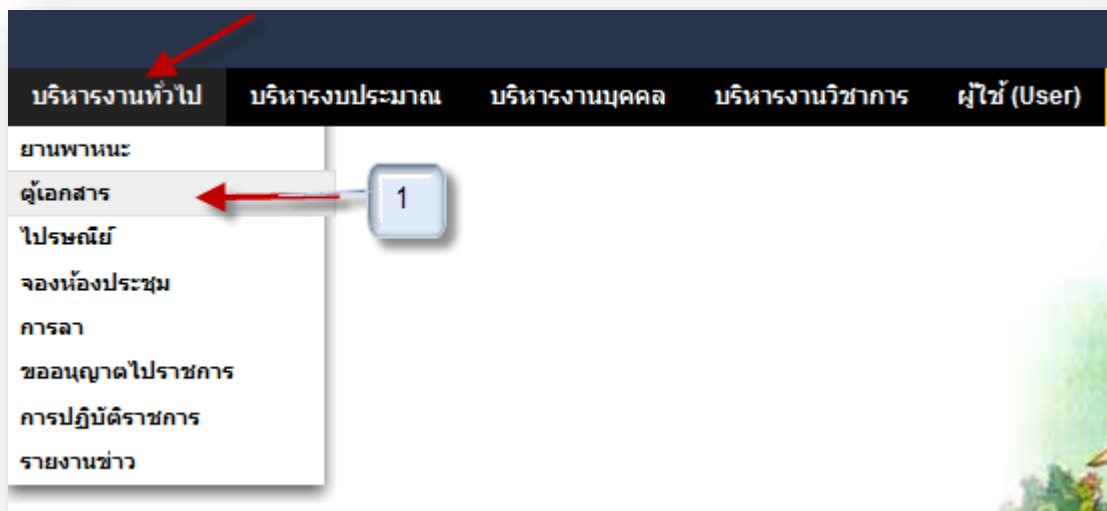 บริหารงานทั่วไป บริหารงบประมาณ บริหารงานบุคคล บริหารงานวิชาการ ผู้ใช้ (User)
ยานพาหนะ
ตู้เอกสาร
1
ไปรษณีย์
จองห้องประชุม
การลา
ขออนุญาตไปราชการ
การปฏิบัติราชการ
รายงานข่าว